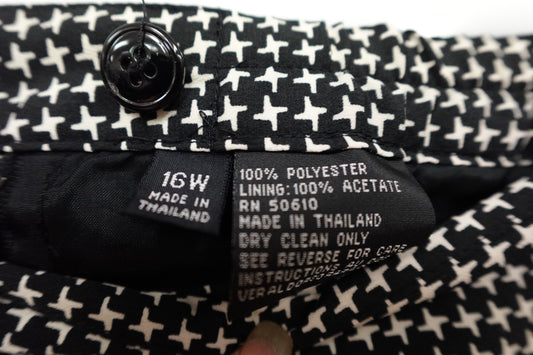 16W
MADE IN
THAILAND
100% POLYESTER
LINING: 100% ACETATE
RN 50610
MADE IN THAILAND
DRY CLEAN ONLY
SEE REVERSE FOR CARE
INSTRUCTIONS.